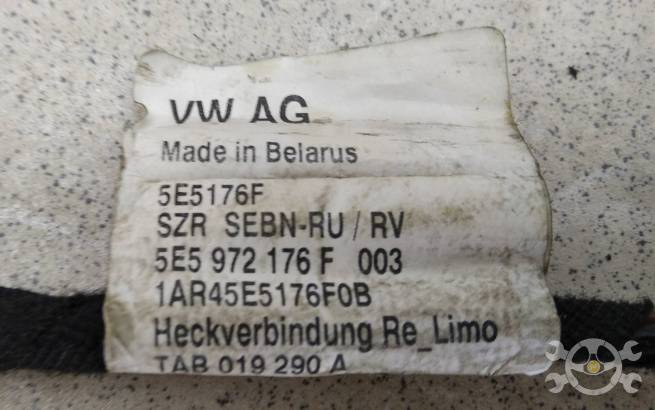 VW AG
Made in Belarus
5E5176F
SZR SEBN-RU / RV
5E5 972 176 F 003
1AR45E5176F0B
Heckverbindung Re_Limo
TAB 019 290 A